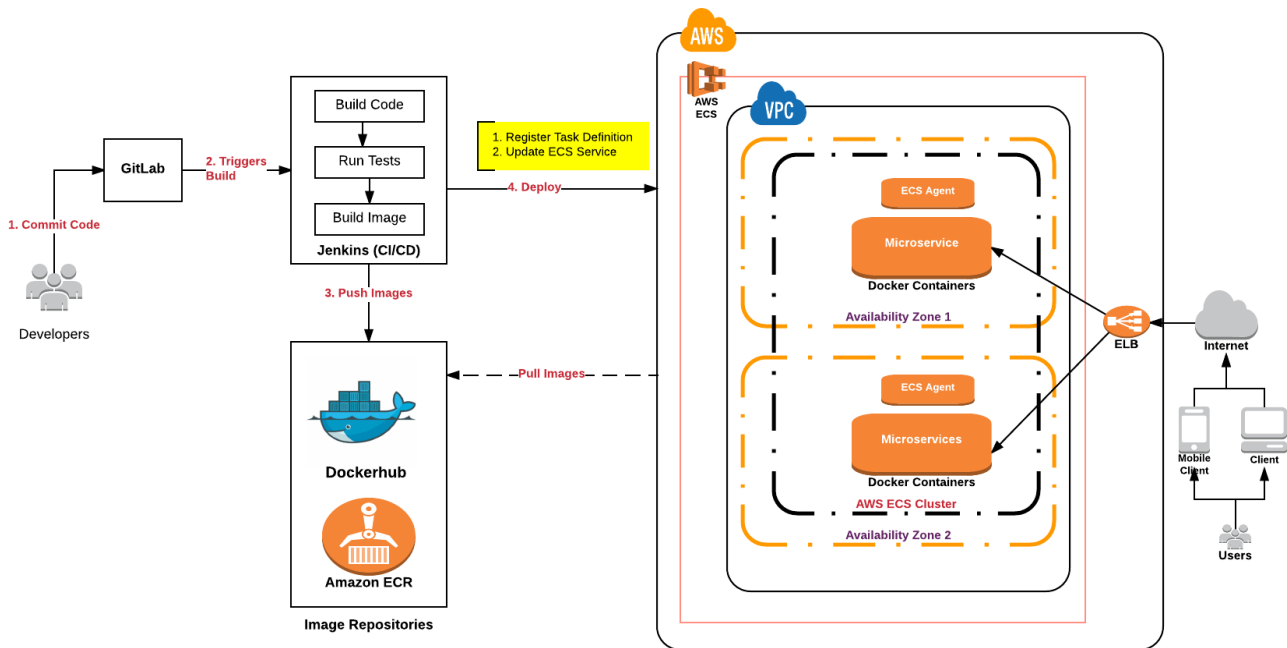 AWS
AWS
ECS
VPC
Build Code
Run Tests
Build Image
Jenkins (CI/CD)
1. Register Task Definition
2. Update ECS Service
GitLab
2. Triggers
Build
4. Deploy
1. Commit Code
Developers
3. Push Images
Pull Images
Dockerhub
Amazon ECR
Image Repositories
ECS Agent
Microservice
Docker Containers
Availability Zone 1
ECS Agent
Microservices
Docker Containers
AWS ECS Cluster
Availability Zone 2
ELB
Internet
Mobile
Client
Client
Users